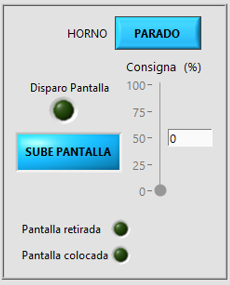 HORNO PARADO
Consigna (%)
Disparo Pantalla
100
75
50
25
0
0
SUBE PANTALLA
Pantalla retirada
Pantalla colocada